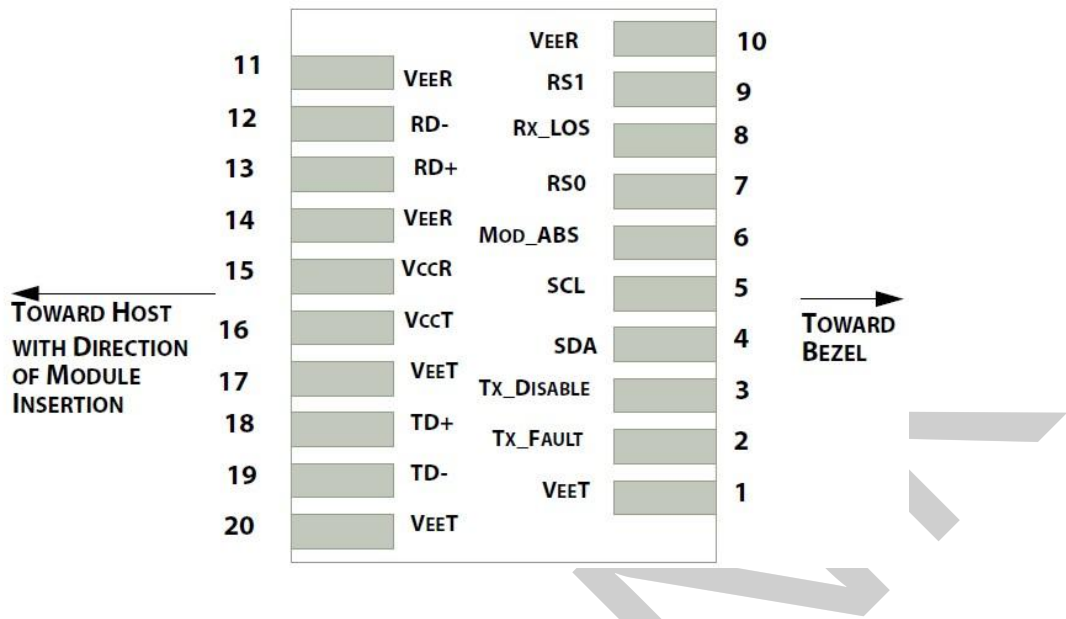 VEER
10
11
VEER
RS1
9
12
RD-
RX_LOS
8
13
RD+
RS0
7
14
VEER
MOD_ABS
6
15
VCCR
SCL
5
TOWARD HOST
WITH DIRECTION
OF MODULE
INSERTION
16
VCCT
SDA
4
TOWARD
BEZEL
17
VEET
TX_DISABLE
3
18
TD+
TX_FAULT
2
19
TD-
VEET
1
20
VEET